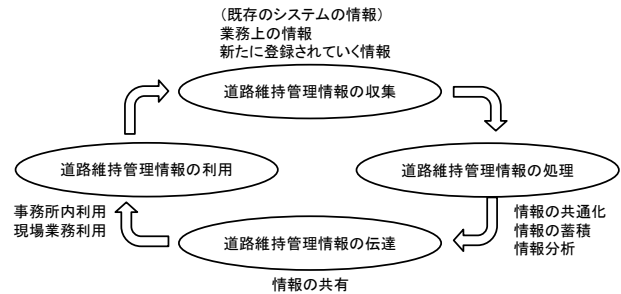 （既存のシステムの情報）
業務上の情報
新たに登録されていく情報
道路維持管理情報の収集
道路維持管理情報の利用
道路維持管理情報の処理
事務所内利用
現場業務利用
情報の共通化
情報の蓄積
情報分析
道路維持管理情報の伝達
情報の共有